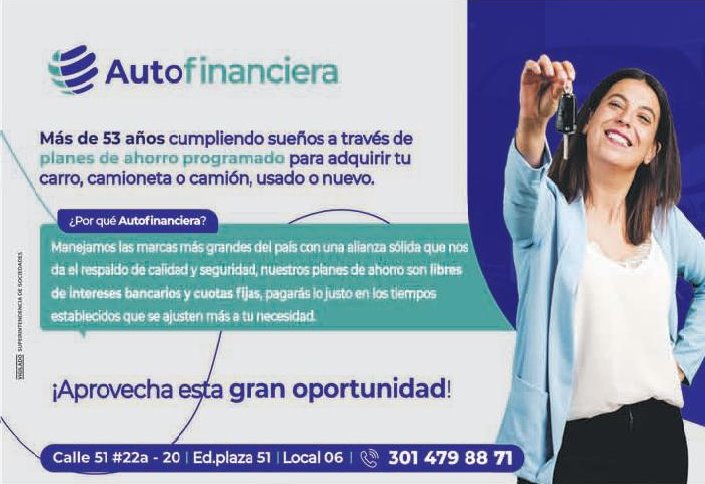 Autofinanciera
Más de 53 años cumpliendo sueños a través de
planes de ahorro programado para adquirir tu
carro, camioneta o camión, usado o nuevo.
¿Por qué Autofinanciera?
Manejamos las marcas más grandes del país con una alianza sólida que nos
da el respaldo de calidad y seguridad, nuestros planes de ahorro son libres
de intereses bancarios y cuotas fijas, pagarás lo justo en los tiempos
establecidos que se ajusten más a tu necesidad.
VIGILADO SUPERINTENDENCIA DE SOCIEDADES
¡Aprovecha esta gran oportunidad!
Calle 51 #22a - 20 | Ed.plaza 51 | Local 06 | 301 479 88 71